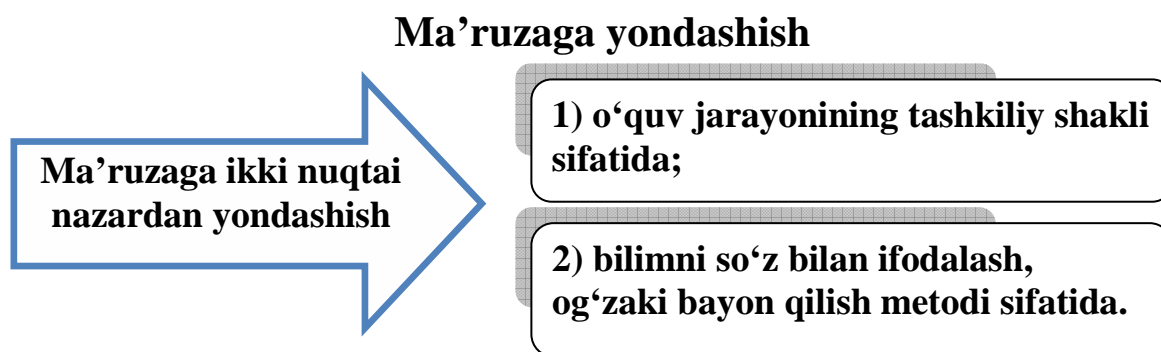 Ma’ruzaga yondashish
Ma’ruzaga ikki nuqtai
nazardan yondashish
1) o‘quv jarayonining tashkiliy shakli
sifatida;
2) bilimni so‘z bilan ifodalash,
og‘zaki bayon qilish metodi sifatida.